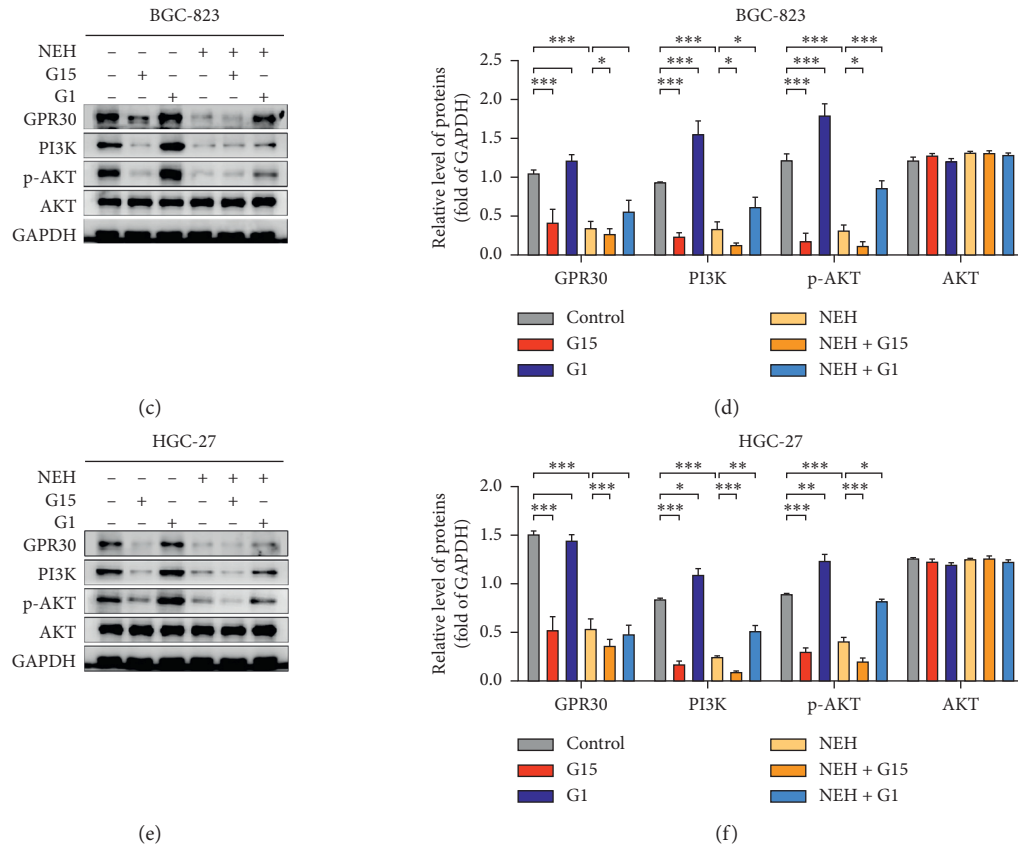 BGC-823
NEH − − − + + +
G15 − + − − + −
G1 − − + − − +
GPR30
PI3K
p-AKT
AKT
GAPDH
(c)
BGC-823
Relative level of proteins
(fold of GAPDH)
2.5
2.0
1.5
1.0
0.5
0.0
*** *** * *** ***
* *** * *** *
*** *** ***
GPR30 PI3K p-AKT AKT
Control NEH
G15 NEH + G15
G1 NEH + G1
(d)
HGC-27
NEH − − − + + +
G15 − + − − + −
G1 − − + − − +
GPR30
PI3K
p-AKT
AKT
GAPDH
(e)
HGC-27
Relative level of proteins
(fold of GAPDH)
2.0
1.5
1.0
0.5
0.0
*** *** ** *** *
*** * *** ** ***
*** *** ***
GPR30 PI3K p-AKT AKT
Control NEH
G15 NEH + G15
G1 NEH + G1
(f)